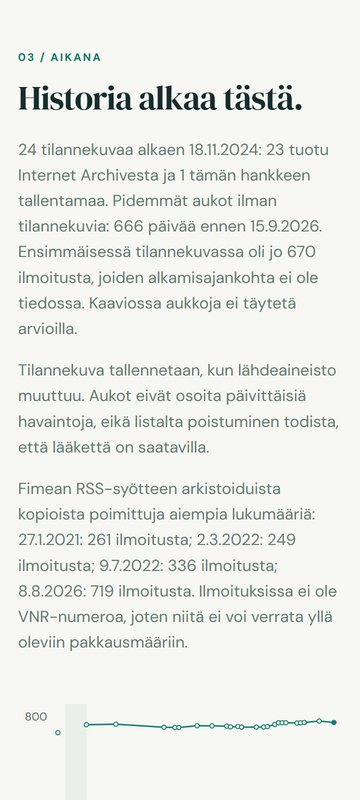 03 / AIKANA
Historia alkaa tästä.
24 tilannekuvaa alkaen 18.11.2024: 23 tuotu
Internet Archivesta ja 1 tämän hankkeen
tallentamaa. Pidemmät aukot ilman
tilannekuvia: 666 päivää ennen 15.9.2026.
Ensimmäisessä tilannekuvassa oli jo 670
ilmoitusta, joiden alkamisajankohta ei ole
tiedossa. Kaaviossa aukkoja ei täytetä
arvioilla.
Tilannekuva tallennetaan, kun lähdeaineisto
muuttuu. Aukot eivät osoita päivittäisiä
havaintoja, eikä listalta poistuminen todista,
että lääkettä on saatavilla.
Fimean RSS-syötteen arkistoiduista
kopioista poimittuja aiempia lukumääriä:
27.1.2021: 261 ilmoitusta; 2.3.2022: 249
ilmoitusta; 9.7.2022: 336 ilmoitusta;
8.8.2026: 719 ilmoitusta. Ilmoituksissa ei ole
VNR-numeroa, joten niitä ei voi verrata yllä
oleviin pakkausmääriin.
800